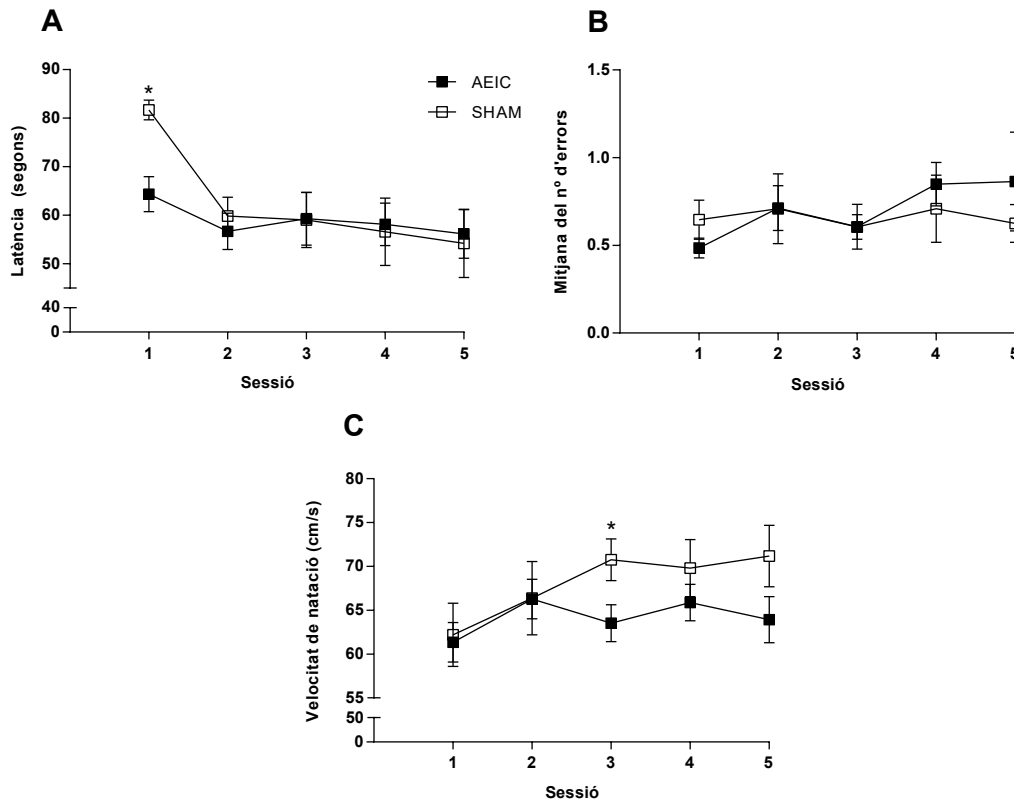 A
Latència (segons)
90
80
70
60
50
40
0
*
AEIC
SHAM
1 2 3 4 5
Sessió
B
Mitjana del nº d'errors
1.5
1.0
0.5
0.0
1 2 3 4 5
Sessió
C
Velocitat de natació (cm/s)
80
75
70
65
60
55
50
0
*
1 2 3 4 5
Sessió